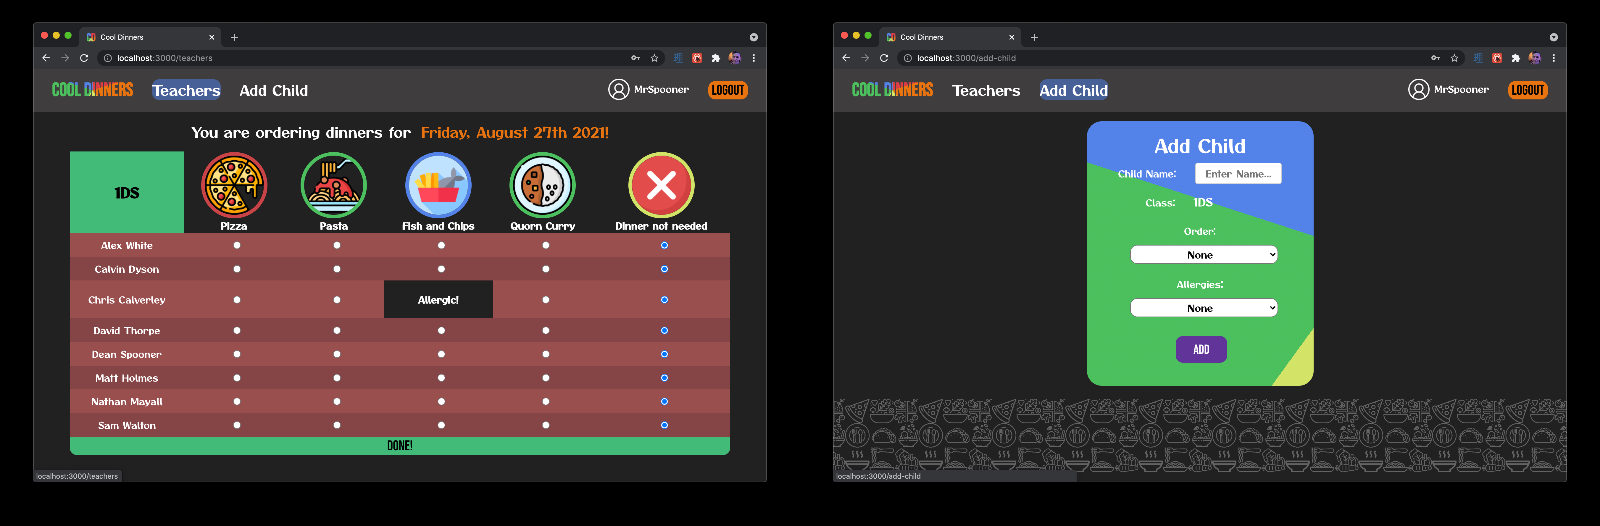 Cool Dinners
localhost:3000/teachers
COOL DINNERS Teachers Add Child MrSpooner LOGOUT
You are ordering dinners for Friday, August 27th 2021!
1DS
Pizza Pasta Fish and Chips Quorn Curry Dinner not needed
Alex White
Calvin Dyson
Chris Calverley Allergic!
David Thorpe
Dean Spooner
Matt Holmes
Nathan Mayall
Sam Walton
DONE!
localhost:3000/teachers
Cool Dinners
localhost:3000/add-child
COOL DINNERS Teachers Add Child MrSpooner LOGOUT
Add Child
Child Name: Enter Name...
Class: 1DS
Order:
None
Allergies:
None
ADD
localhost:3000/add-child